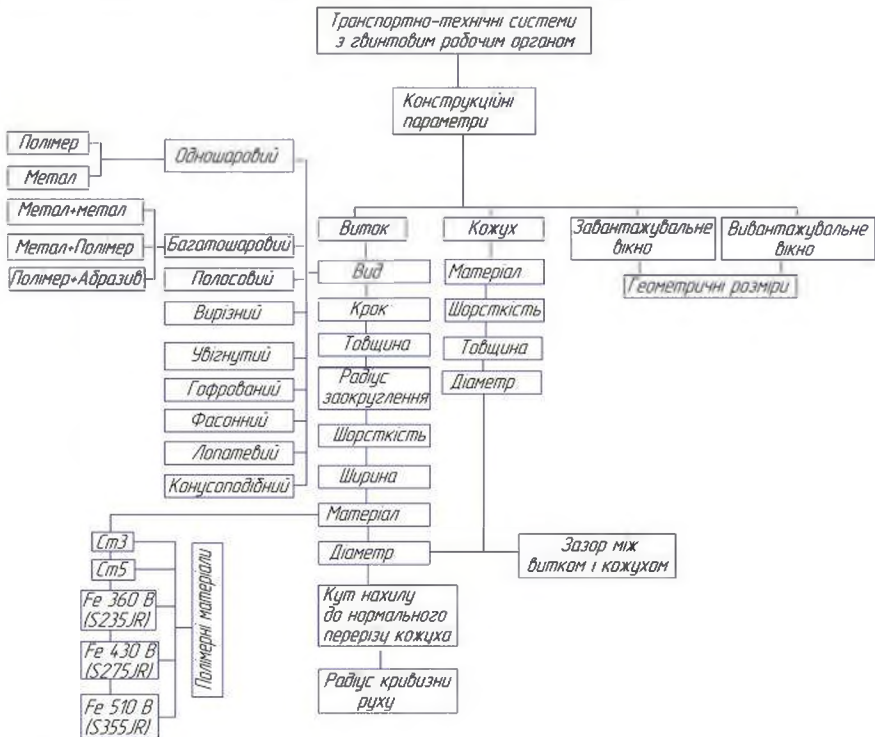 Транспортно-технічні системи
з гвинтовим робочим органом
Конструкційні
параметри
Полімер
Метал
Одношаровий
Метал+метал
Метал+Полімер
Полімер+Абразив
Багатошаровий
Полосовий
Вирізний
Увігнутий
Гофрований
Фасонний
Лопатевий
Конусоподібний
Виток
Вид
Крок
Товщина
Радіус
заокруглення
Шорсткість
Ширина
Матеріал
Діаметр
Кут нахилу
до нормального
перерізу кожуха
Радіус кривизни
руху
Кожух
Матеріал
Шорсткість
Товщина
Діаметр
Завантажувальне
вікно
Вивантажувальне
вікно
Геометричні розміри
Зазор між
витком і кожухом
Ст3
Ст5
Fe 360 B
(S235JR)
Fe 430 B
(S275JR)
Fe 510 B
(S355JR)
Полімерні матеріали